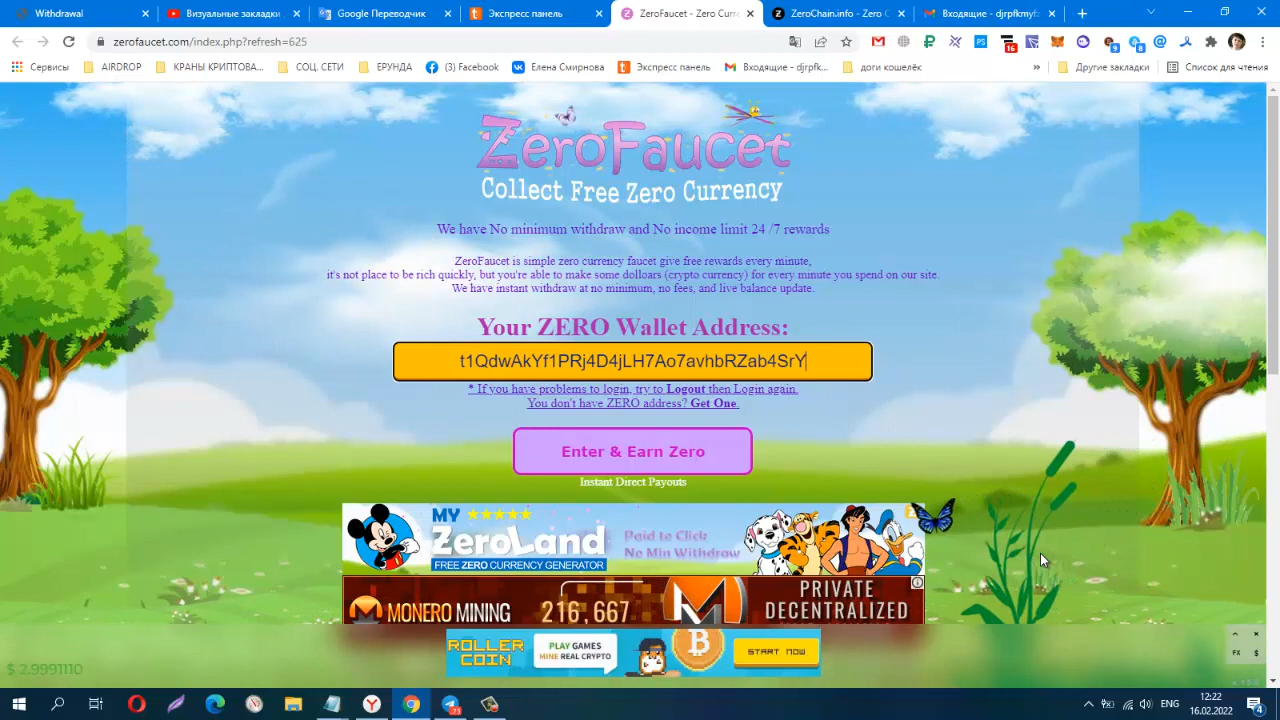 Withdrawal
Визуальные закладки
Google Переводчик
Экспресс панель
ZeroFaucet - Zero Curr
ZeroChain.info - Zero C
Входящие - djrpfkmyf
zerofaucet.com/index.php?refresh=625
16
9
8
Сервисы
AIRDROP
КРАНЫ КРИПТОВА...
СОЦ. СЕТИ
ЕРУНДА
(3) Facebook
Елена Смирнова
Экспресс панель
Входящие - djrpfk...
доги кошелёк
»
Другие закладки
Список для чтения
ZeroFaucet
Collect Free Zero Currency
We have No minimum withdraw and No income limit 24 /7 rewards
ZeroFaucet is simple zero currency faucet give free rewards every minute,
it's not place to be rich quickly, but you're able to make some dolloars (crypto currency) for every minute you spend on our site.
We have instant withdraw at no minimum, no fees, and live balance update.
Your ZERO Wallet Address:
t1QdwAkYf1PRj4D4jLH7Ao7avhbRZab4SrY
* If you have problems to login, try to Logout then Login again.
You don't have ZERO address? Get One.
Enter & Earn Zero
Instant Direct Payouts
MY
ZeroLand
FREE ZERO CURRENCY GENERATOR
Paid to Click
No Min Withdraw
MONERO MINING
216,667
PRIVATE
DECENTRALIZED
ROLLER
COIN
PLAY GAMES
MINE REAL CRYPTO
START NOW
FX $
$ 2.9991110
73
ENG
12:22
16.02.2022
4